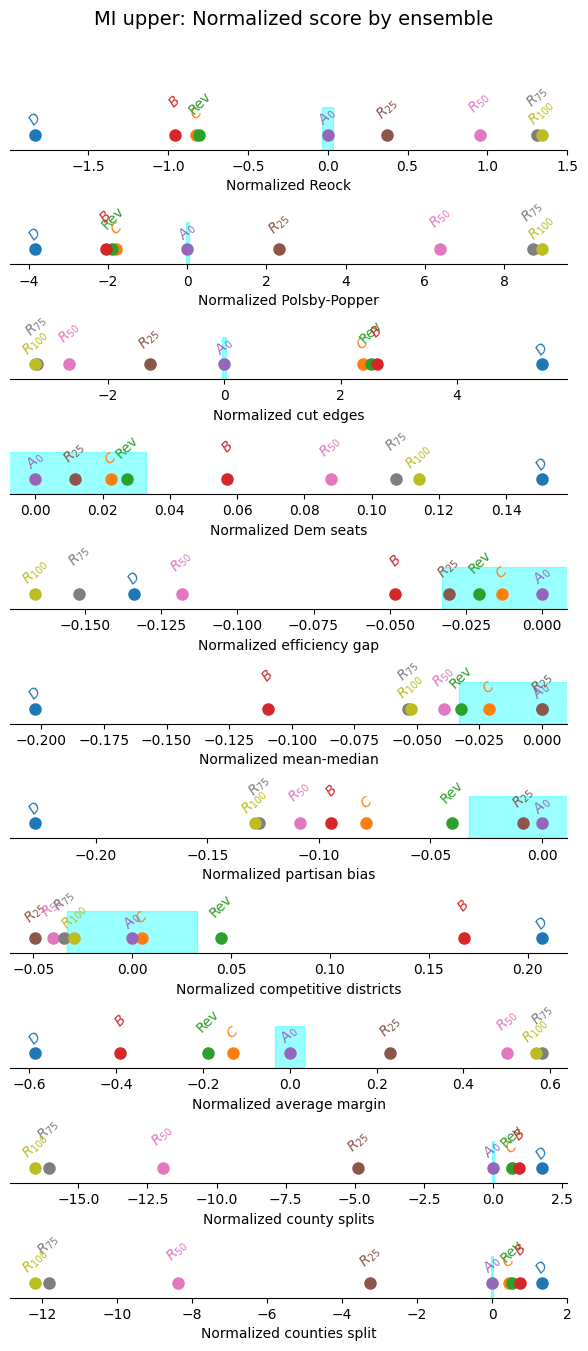 MI upper: Normalized score by ensemble
D B C Rev A0 R25 R50 R75 R100
−1.5 −1.0 −0.5 0.0 0.5 1.0 1.5
Normalized Reock
D B Rev C A0 R25 R50 R75 R100
−4 −2 0 2 4 6 8
Normalized Polsby-Popper
R100 R75 R50 R25 A0 C Rev B D
−2 0 2 4
Normalized cut edges
A0 R25 C Rev B R50 R75 R100 D
0.00 0.02 0.04 0.06 0.08 0.10 0.12 0.14
Normalized Dem seats
R100 R75 D R50 B R25 Rev C A0
−0.150 −0.125 −0.100 −0.075 −0.050 −0.025 0.000
Normalized efficiency gap
D B R75 R100 R50 Rev C R25 A0
−0.200 −0.175 −0.150 −0.125 −0.100 −0.075 −0.050 −0.025 0.000
Normalized mean-median
D R100 R75 R50 B C Rev R25 A0
−0.20 −0.15 −0.10 −0.05 0.00
Normalized partisan bias
R25 R50 R75 R100 A0 C Rev B D
−0.05 0.00 0.05 0.10 0.15 0.20
Normalized competitive districts
D B Rev C A0 R25 R50 R100 R75
−0.6 −0.4 −0.2 0.0 0.2 0.4 0.6
Normalized average margin
R100 R75 R50 R25 A0 C Rev B D
−15.0 −12.5 −10.0 −7.5 −5.0 −2.5 0.0 2.5
Normalized county splits
R100 R75 R50 R25 A0 C Rev B D
−12 −10 −8 −6 −4 −2 0 2
Normalized counties split